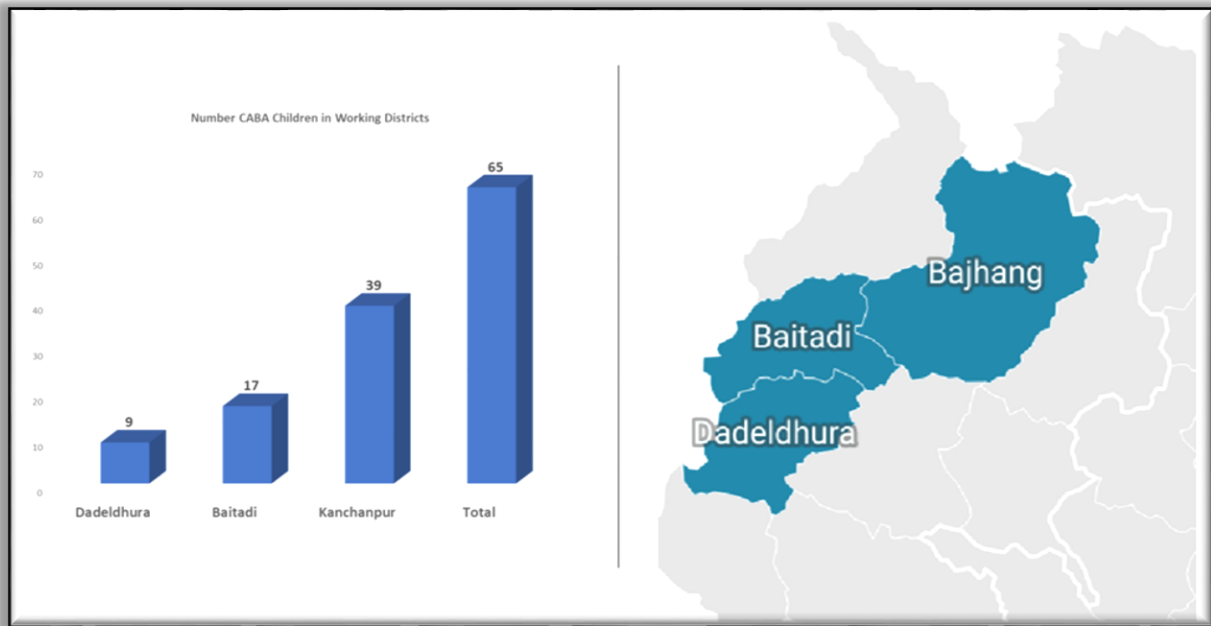 Number CABA Children in Working Districts
70
60
50
40
30
20
10
0
9
17
39
65
Dadeldhura Baitadi Kanchanpur Total
Bajhang
Baitadi
Dadeldhura